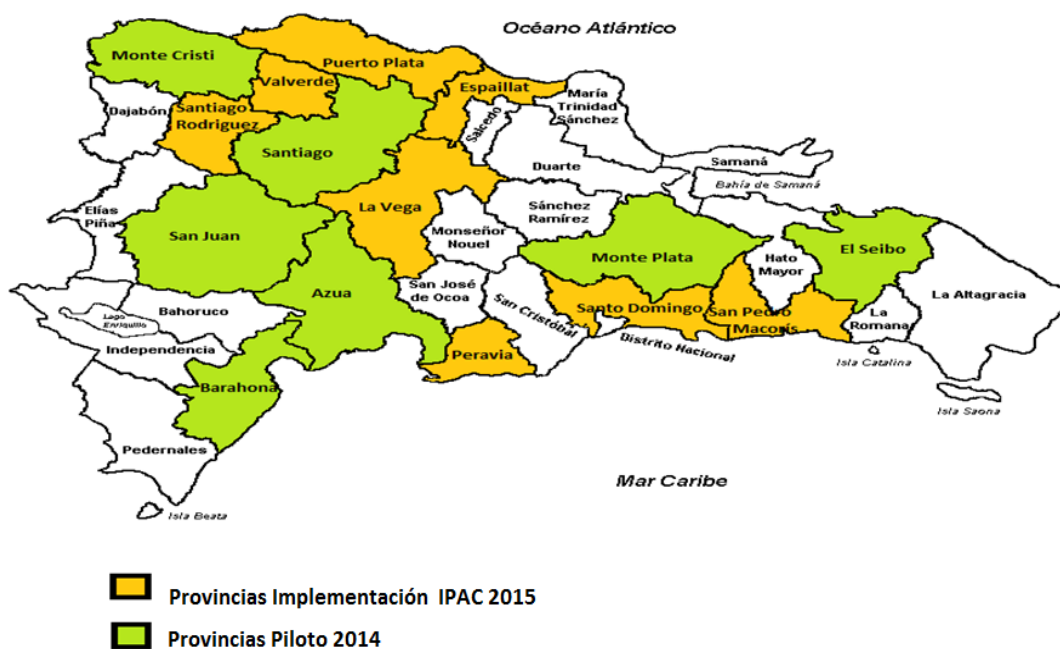 Océano Atlántico
Monte Cristi
Puerto Plata
Valverde
Espaillat
María
Trinidad
Sánchez
Dajabón
Santiago
Rodriguez
Salcedo
Santiago
Duarte
Samaná
Bahía de Samaná
Elías
Piña
La Vega
Sánchez
Ramírez
San Juan
Monseñor
Nouel
Monte Plata
Hato
Mayor
El Seibo
La Altagracia
Azua
San José
de Ocoa
San Cristóbal
Santo Domingo
San Pedro
Macorís
La
Romana
Bahoruco
Lago
Enriquillo
Independencia
Peravia
Distrito Nacional
Isla Catalina
Barahona
Isla Saona
Pedernales
Mar Caribe
Isla Beata
Provincias Implementación IPAC 2015
Provincias Piloto 2014